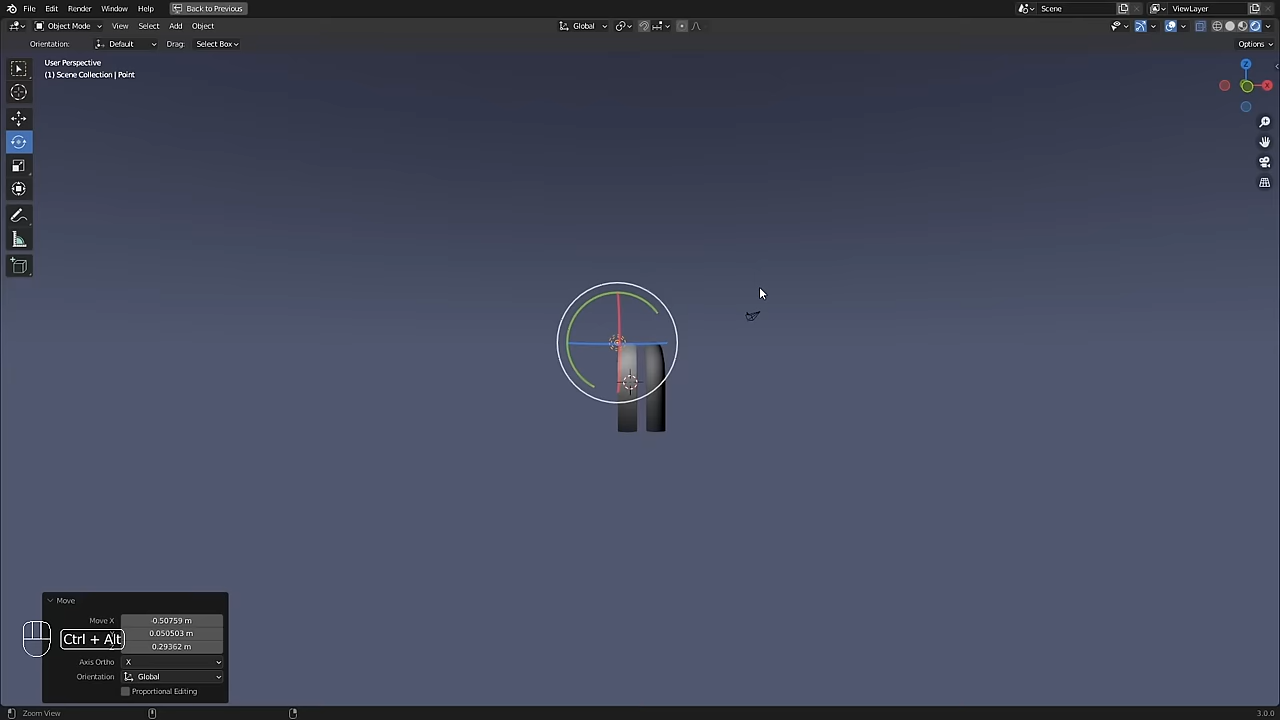 File Edit Render Window Help Back to Previous Scene ViewLayer
Object Mode View Select Add Object Global
Orientation: Default Drag: Select Box Options
User Perspective
(1) Scene Collection | Point
Z
X
Move
Move X -0.50759 m
0.050503 m
0.29362 m
Ctrl + Alt
Axis Ortho X
Orientation Global
Proportional Editing
Zoom View 3.0.0